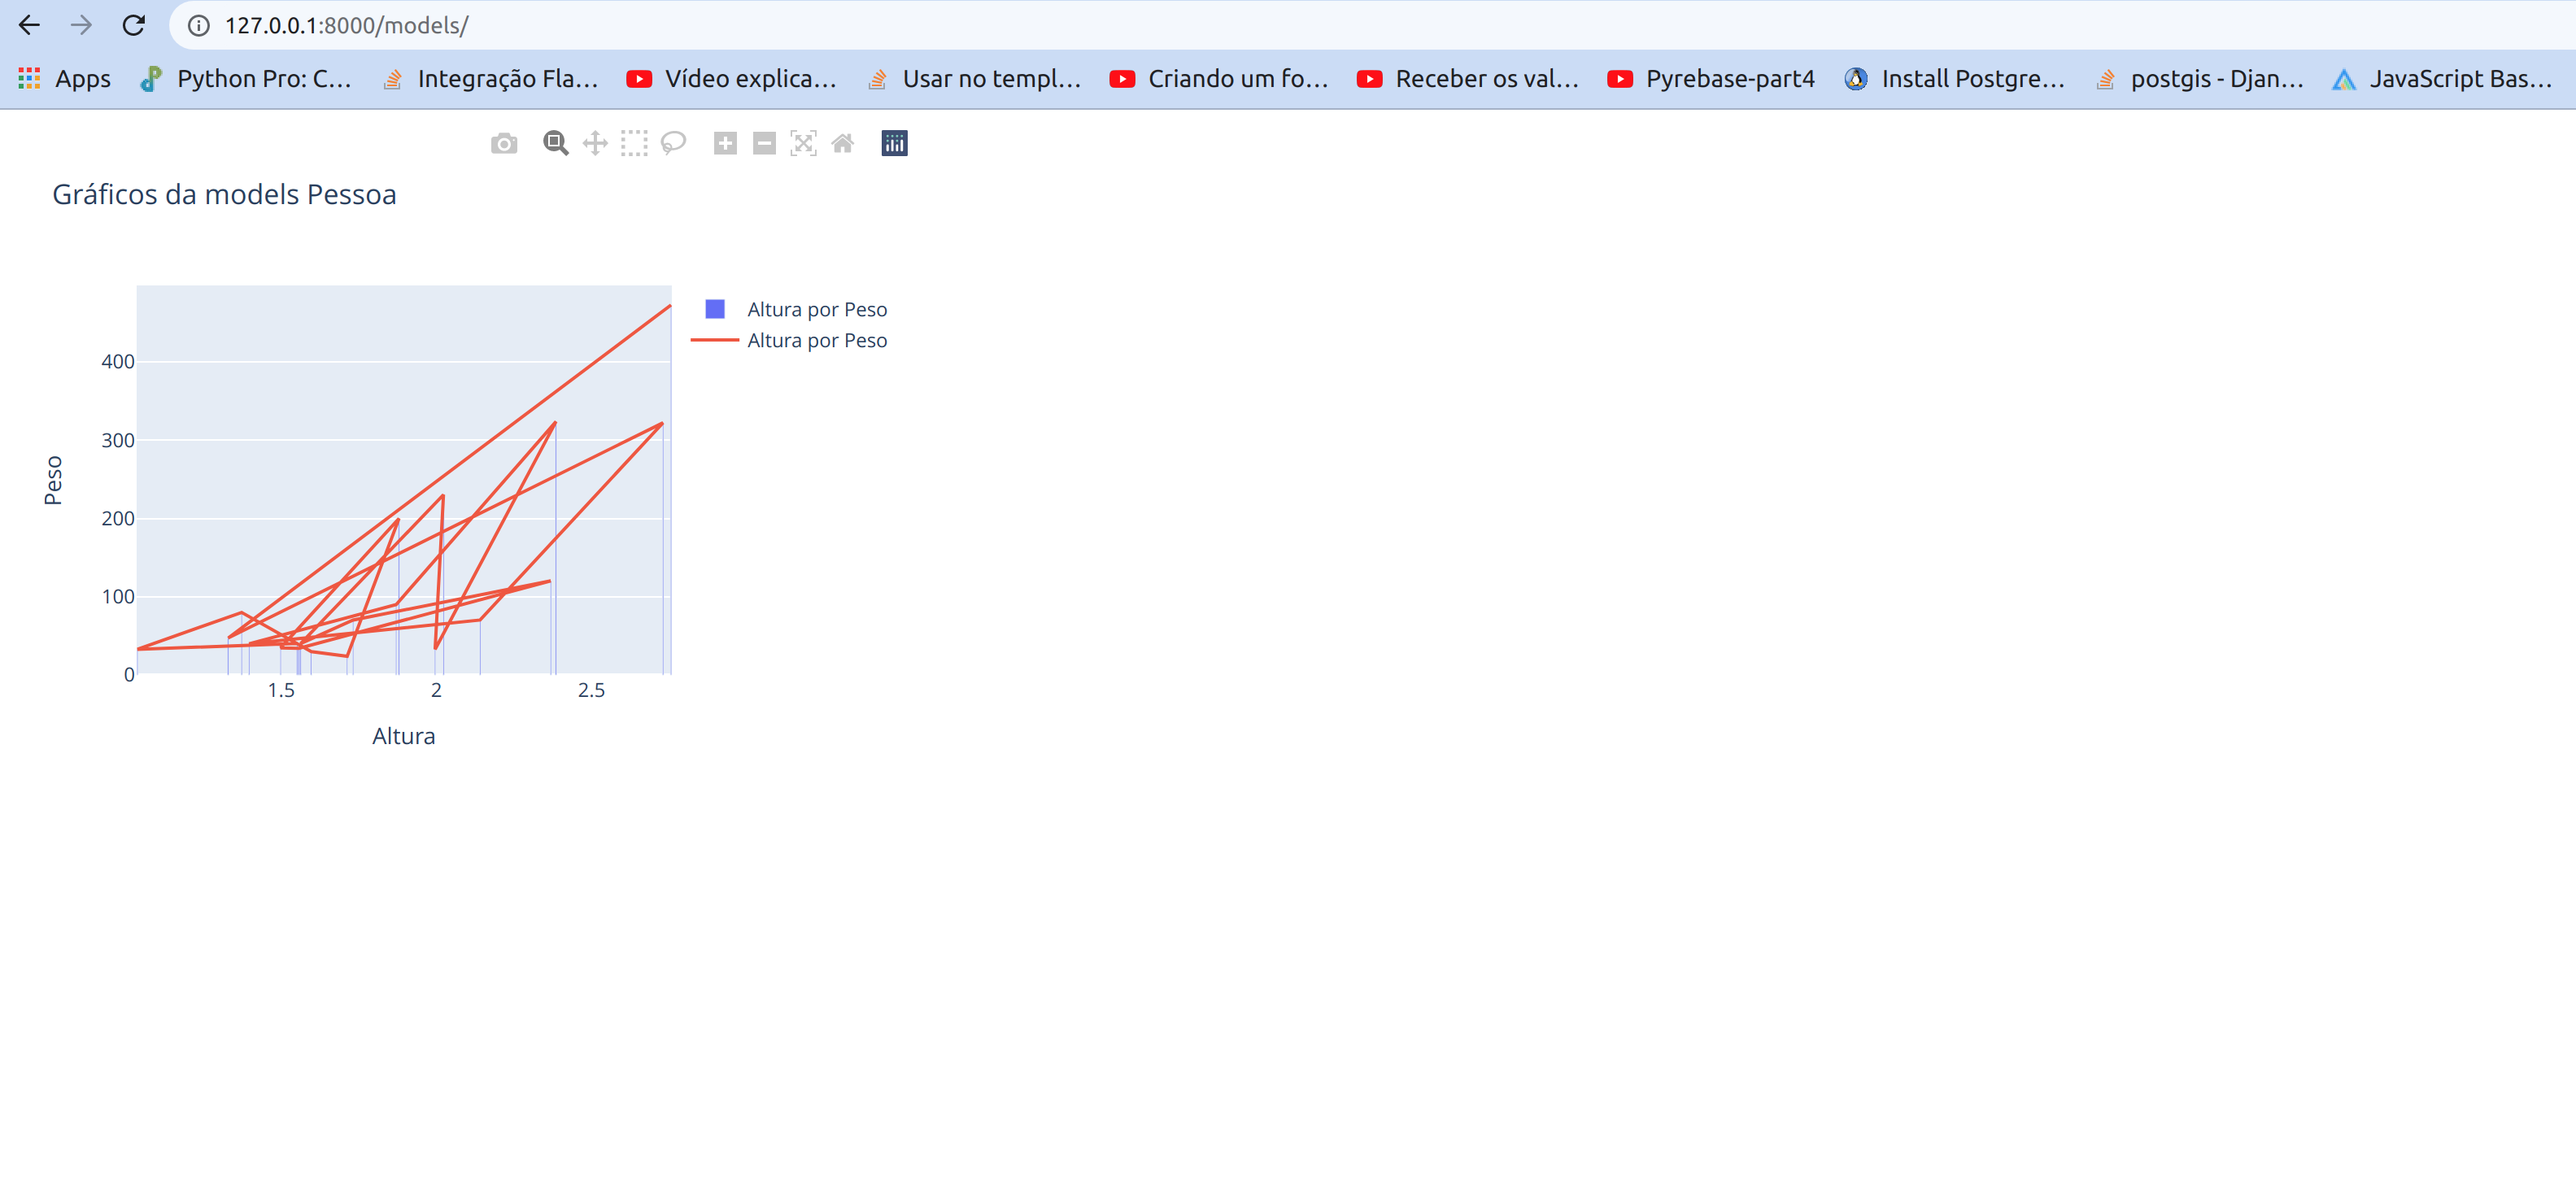 127.0.0.1:8000/models/
Apps Python Pro: C... Integração Fla... Vídeo explica... Usar no templ... Criando um fo... Receber os val... Pyrebase-part4 Install Postgre... postgis - Djan... JavaScript Bas...
Gráficos da models Pessoa
Altura por Peso
Altura por Peso
400
300
200
100
0
Peso
1.5 2 2.5
Altura